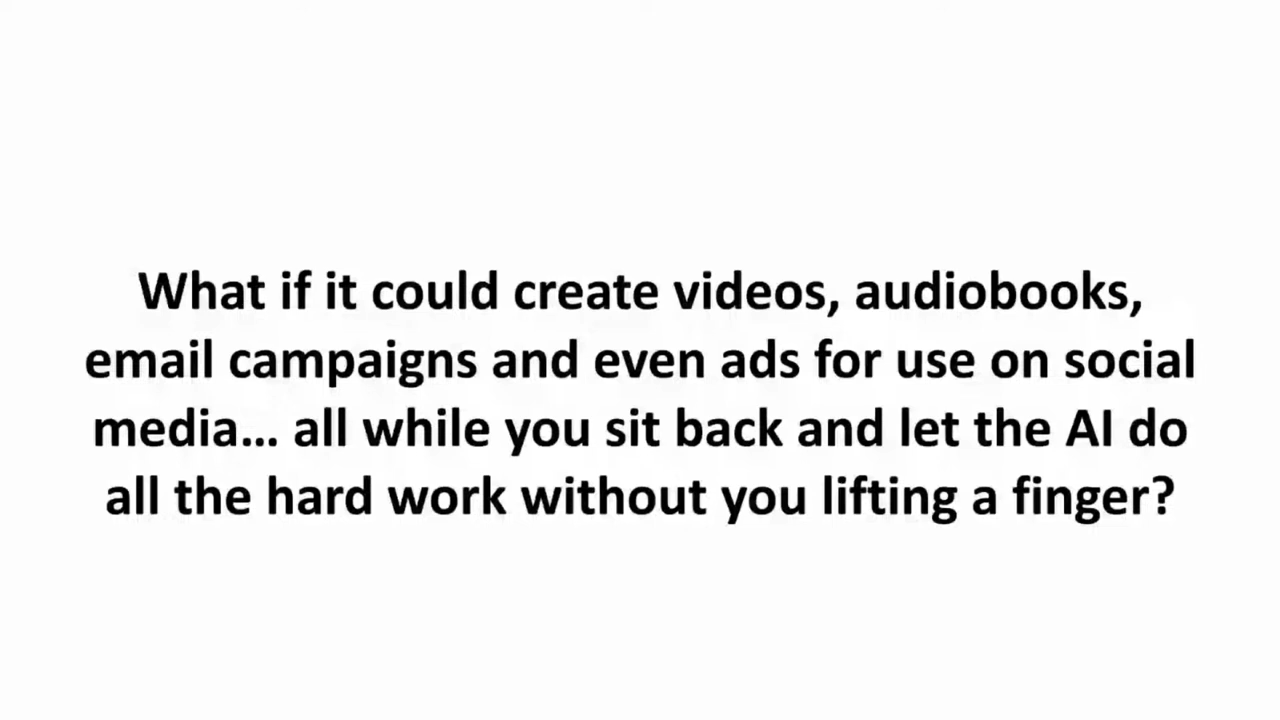 What if it could create videos, audiobooks,
email campaigns and even ads for use on social
media... all while you sit back and let the AI do
all the hard work without you lifting a finger?